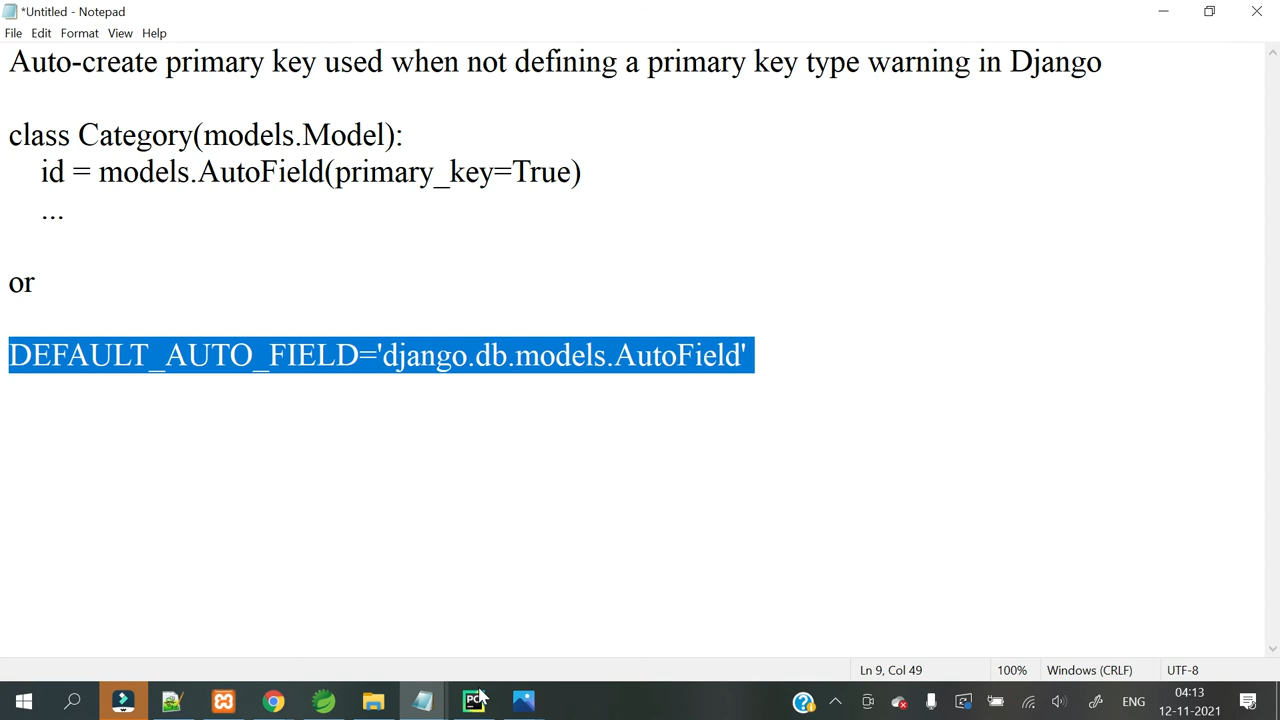 *Untitled - Notepad
File Edit Format View Help
Auto-create primary key used when not defining a primary key type warning in Django
class Category(models.Model):
id = models.AutoField(primary_key=True)
...
or
DEFAULT_AUTO_FIELD='django.db.models.AutoField'
Ln 9, Col 49 100% Windows (CRLF) UTF-8
PC ENG 04:13
12-11-2021